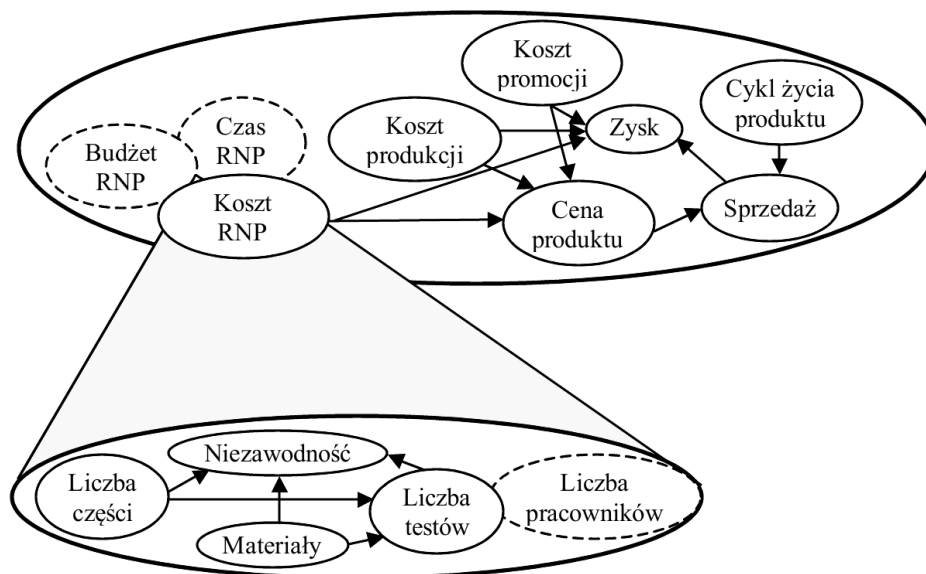 Koszt
promocji
Cykl życia
produktu
Czas
RNP
Koszt
produkcji
Zysk
Budżet
RNP
Koszt
RNP
Cena
produktu
Sprzedaż
Niezawodność
Liczba
części
Liczba
testów
Liczba
pracowników
Materiały